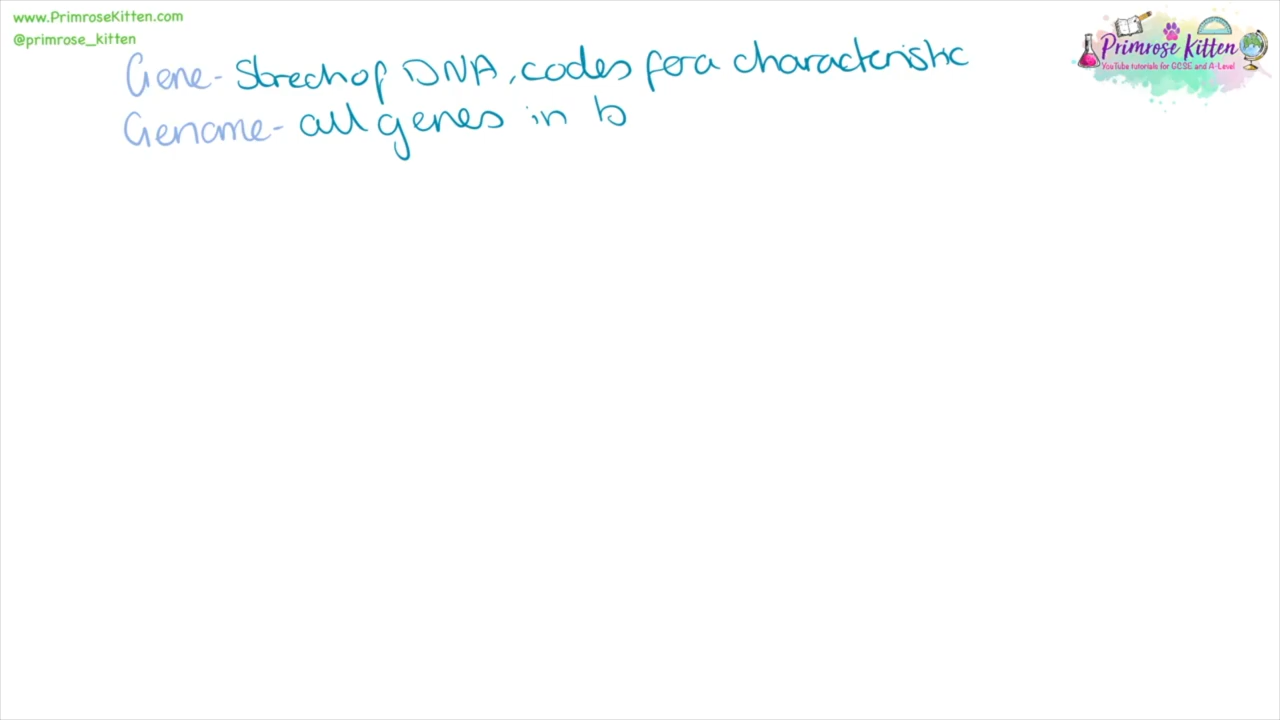 www.PrimroseKitten.com
@primrose_kitten
Primrose Kitten
YouTube tutorials for GCSE and A-Level
Gene - Strech of DNA, codes for a characteristic
Genome - all genes in b